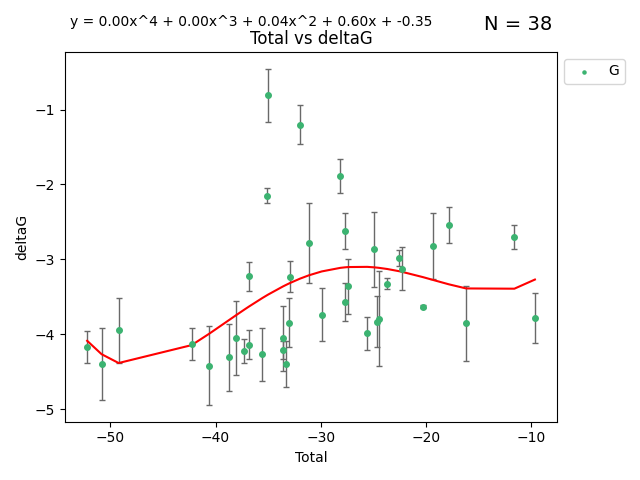 y = 0.00x^4 + 0.00x^3 + 0.04x^2 + 0.60x + -0.35
N = 38
Total vs deltaG
G
−1
−2
−3
−4
−5
deltaG
−50
−40
−30
−20
−10
Total